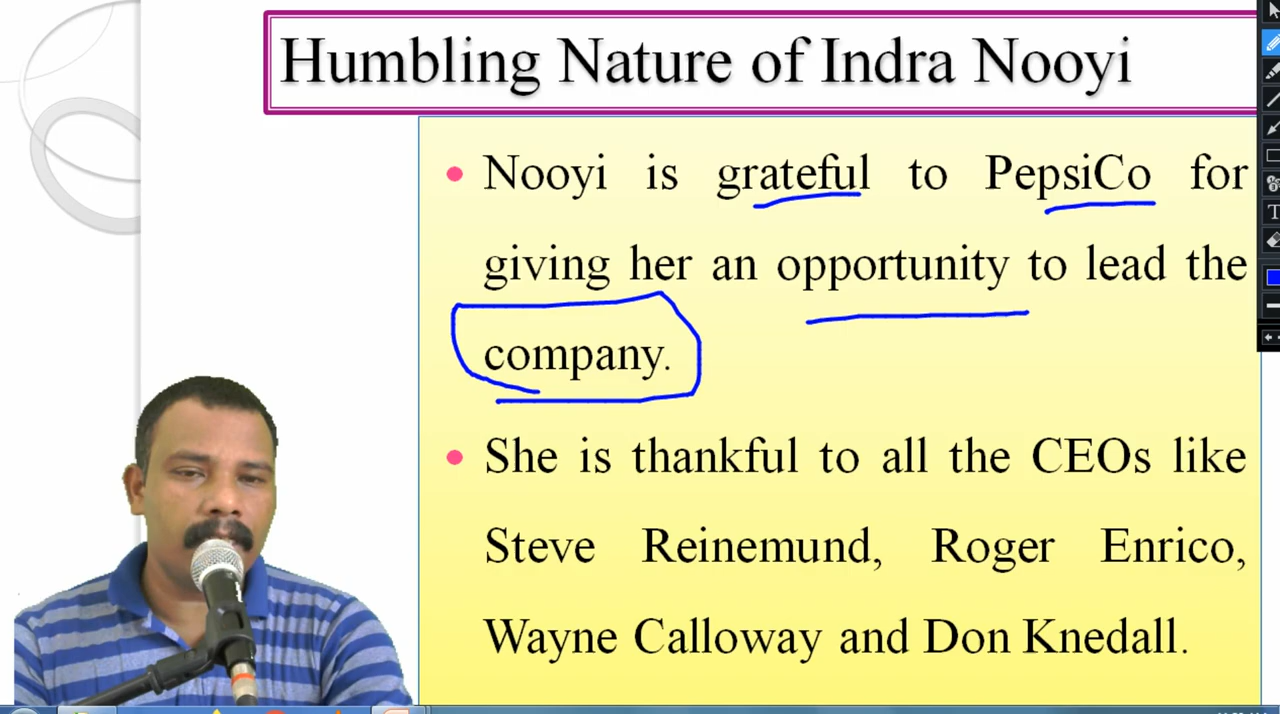 Humbling Nature of Indra Nooyi
• Nooyi is grateful to PepsiCo for
giving her an opportunity to lead the
company.
• She is thankful to all the CEOs like
Steve Reinemund, Roger Enrico,
Wayne Calloway and Don Knedall.